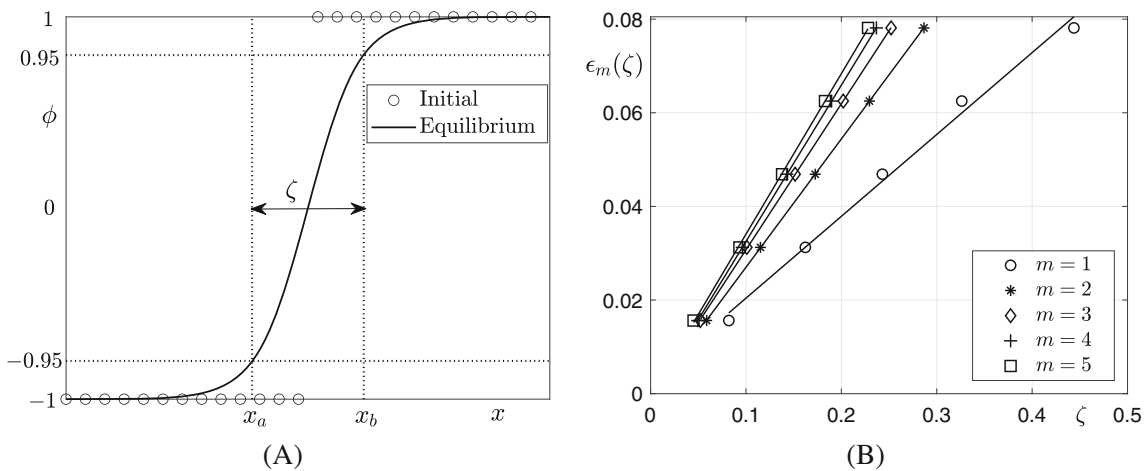 1
0.95
ϕ
0
−0.95
−1
Initial
Equilibrium
ζ
x_a
x_b
x
(A)
0.08
ϵ_m(ζ)
0.06
0.04
0.02
0
m = 1
m = 2
m = 3
m = 4
m = 5
0
0.1
0.2
0.3
0.4
ζ
0.5
(B)